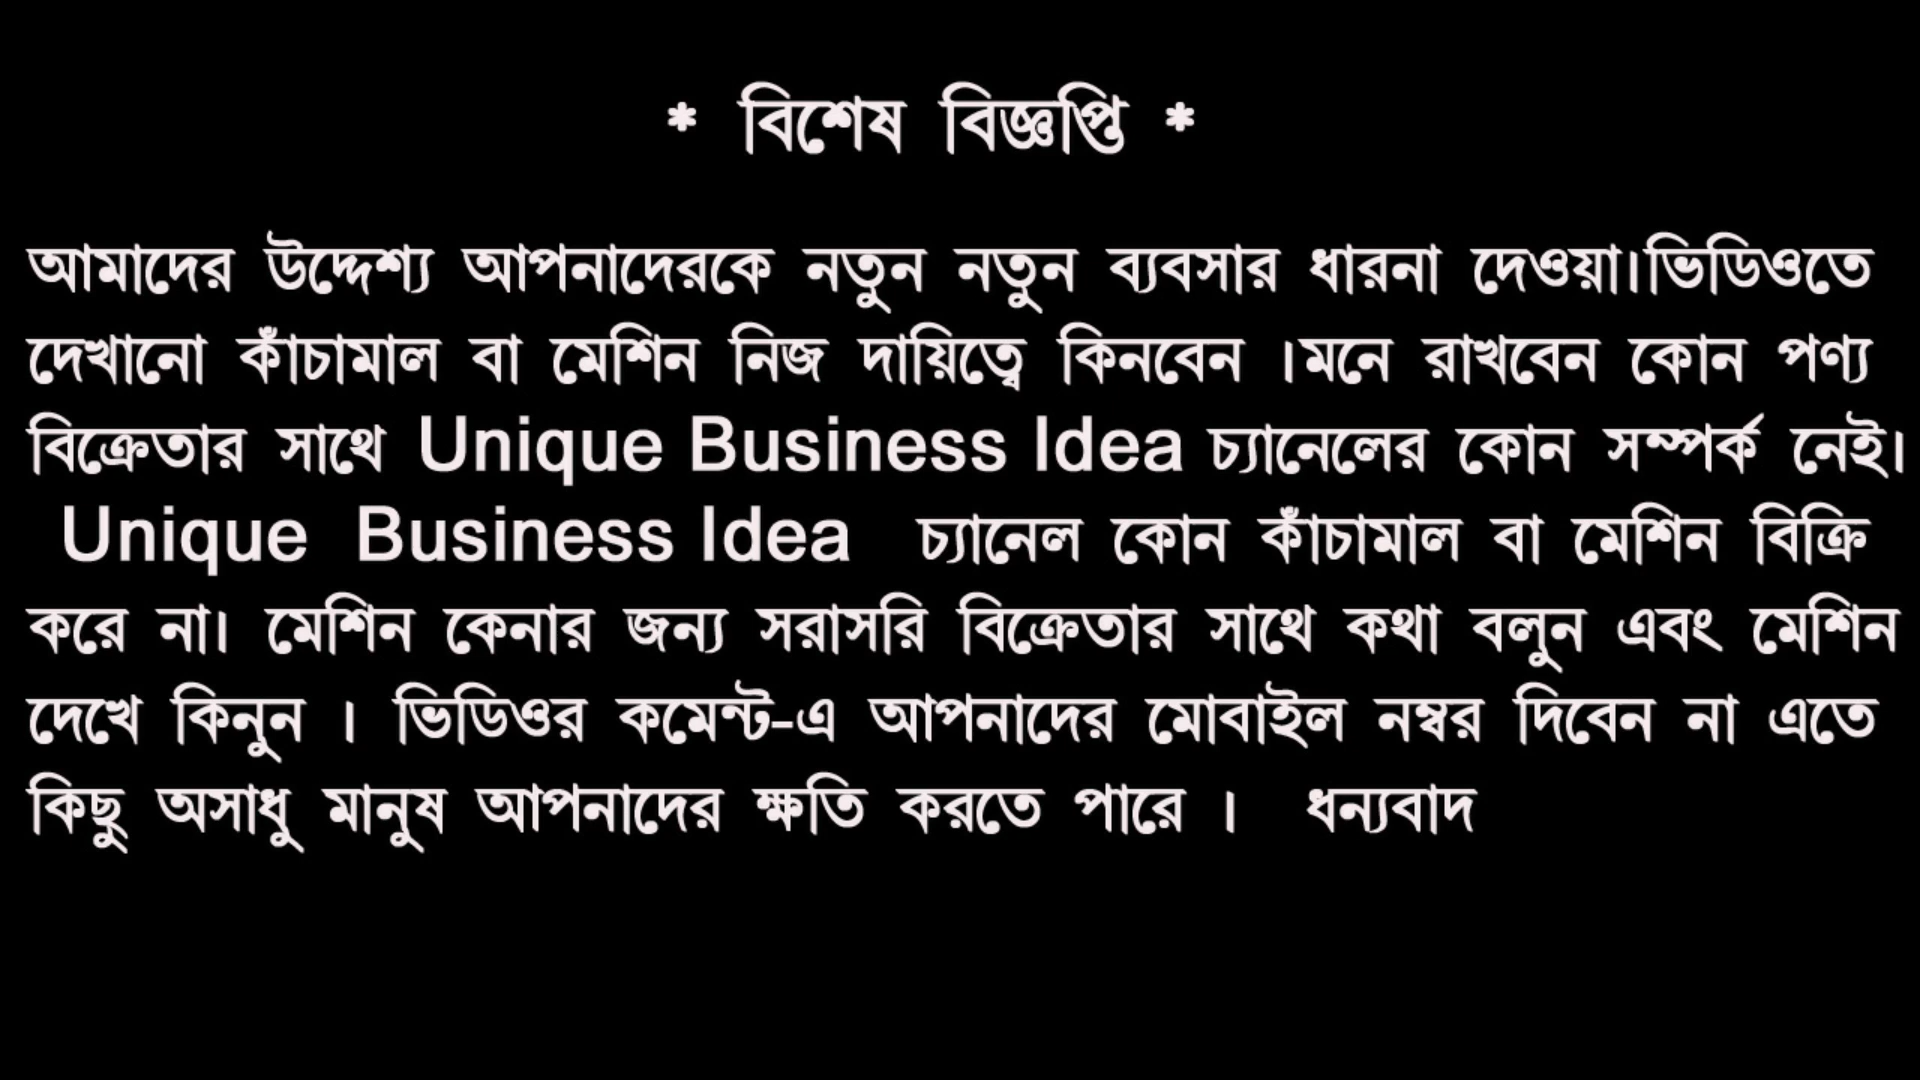 * বিশেষ বিজ্ঞপ্তি *
আমাদের উদ্দেশ্য আপনাদেরকে নতুন নতুন ব্যবসার ধারনা দেওয়া।ভিডিওতে
দেখানো কাঁচামাল বা মেশিন নিজ দায়িত্বে কিনবেন ।মনে রাখবেন কোন পণ্য
বিক্রেতার সাথে Unique Business Idea চ্যানেলের কোন সম্পর্ক নেই।
Unique Business Idea চ্যানেল কোন কাঁচামাল বা মেশিন বিক্রি
করে না। মেশিন কেনার জন্য সরাসরি বিক্রেতার সাথে কথা বলুন এবং মেশিন
দেখে কিনুন । ভিডিওর কমেন্ট-এ আপনাদের মোবাইল নম্বর দিবেন না এতে
কিছু অসাধু মানুষ আপনাদের ক্ষতি করতে পারে । ধন্যবাদ